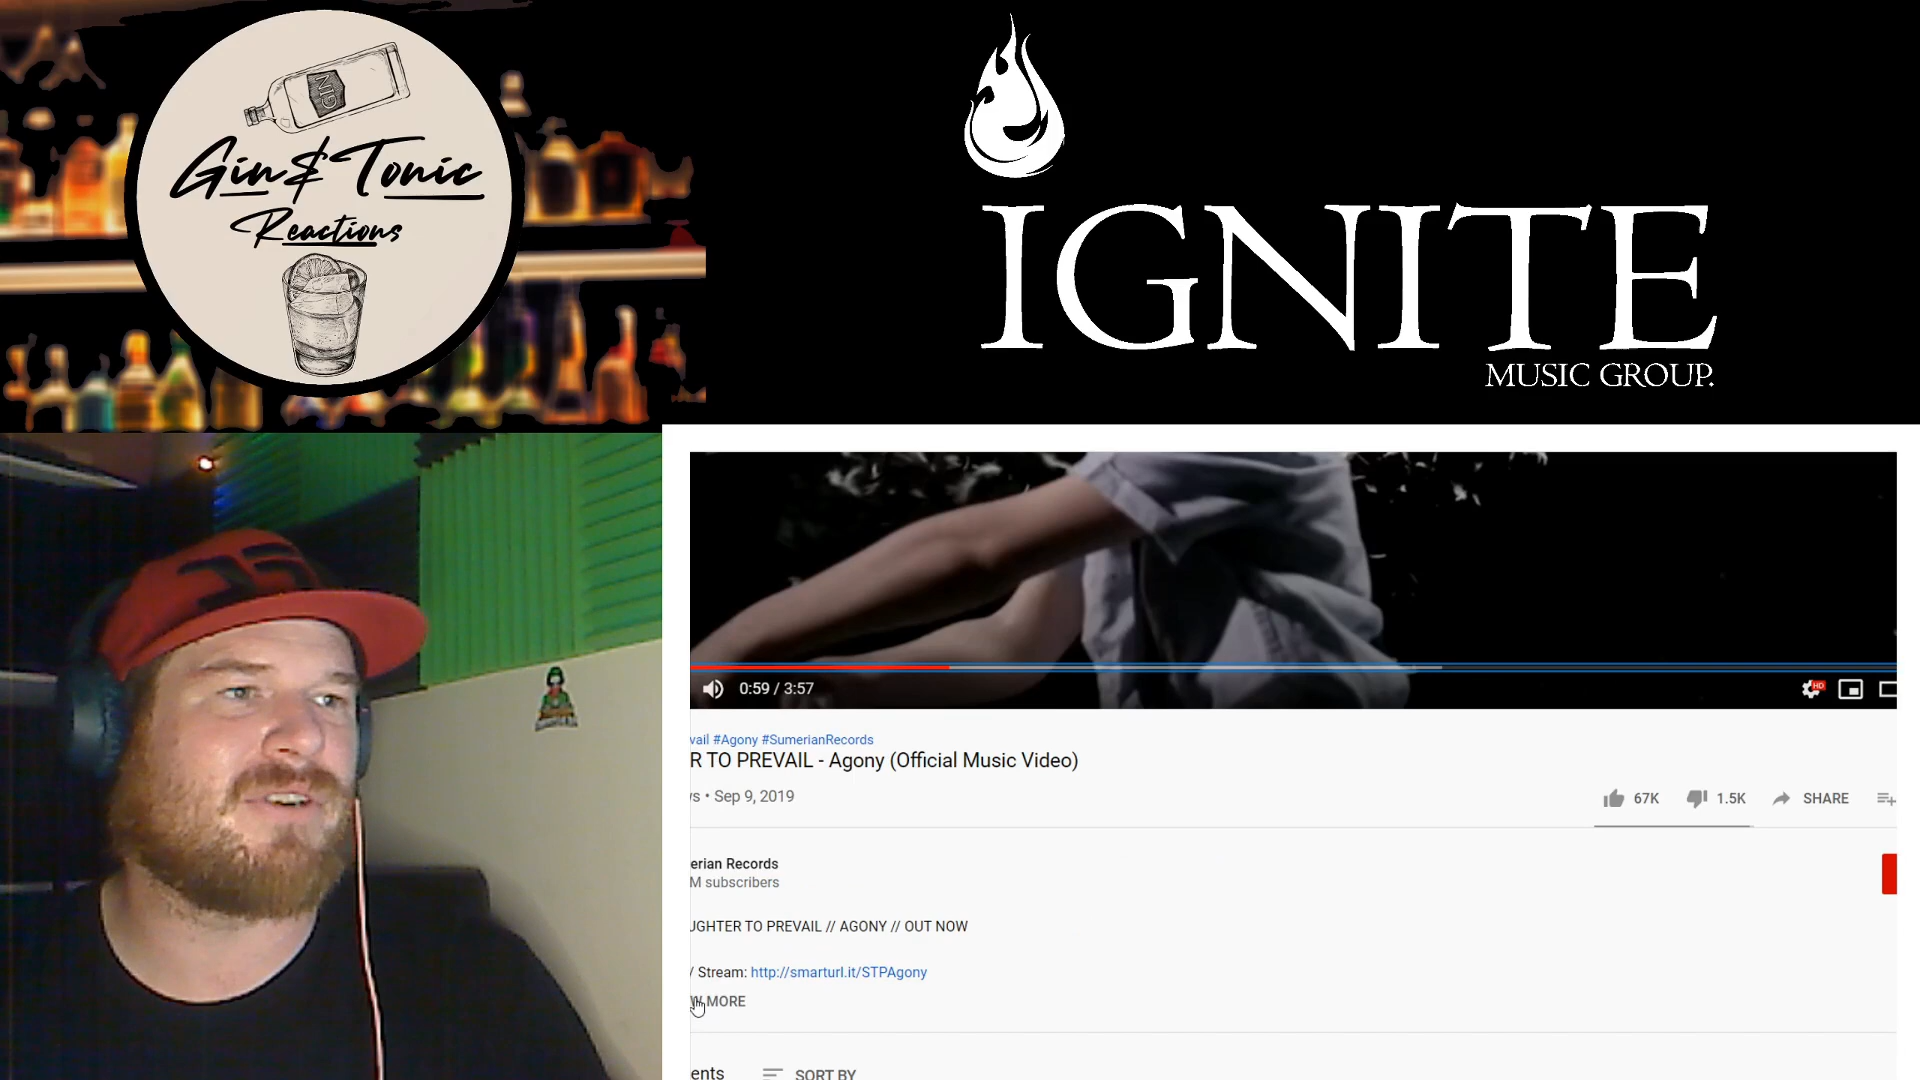 GIN
Gin & Tonic
Reactions
IGNITE
MUSIC GROUP.
0:59 / 3:57
HD
vail #Agony #SumerianRecords
R TO PREVAIL - Agony (Official Music Video)
s • Sep 9, 2019
67K
1.5K
SHARE
erian Records
M subscribers
UGHTER TO PREVAIL // AGONY // OUT NOW
/ Stream: http://smarturl.it/STPAgony
W MORE
ents
SORT BY